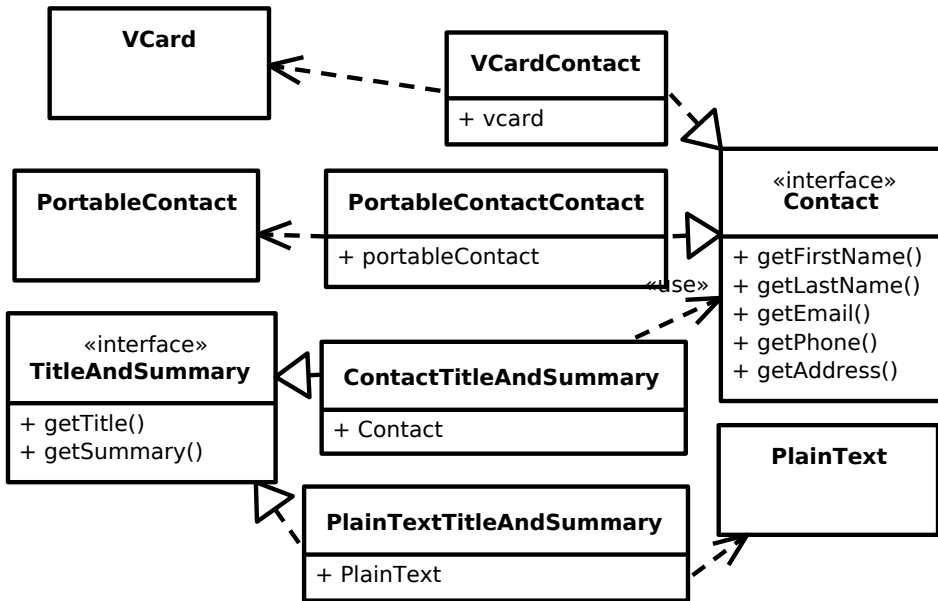 VCard
VCardContact
+ vcard
«interface»
Contact
+ getFirstName()
+ getLastName()
+ getEmail()
+ getPhone()
+ getAddress()
PortableContact
PortableContactContact
+ portableContact
«use»
«interface»
TitleAndSummary
+ getTitle()
+ getSummary()
ContactTitleAndSummary
+ Contact
PlainText
PlainTextTitleAndSummary
+ PlainText